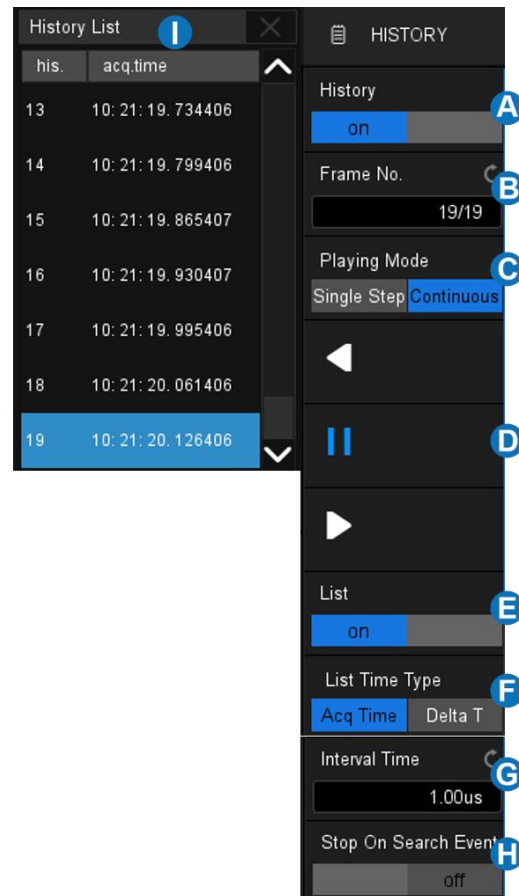 History List
I
his. acq.time
13 10: 21: 19. 734406
14 10: 21: 19. 799406
15 10: 21: 19. 865407
16 10: 21: 19. 930407
17 10: 21: 19. 995406
18 10: 21: 20. 061406
19 10: 21: 20. 126406
HISTORY
History
A
on
Frame No.
B
19/19
Playing Mode
C
Single Step Continuous
D
List
E
on
List Time Type
F
Acq Time Delta T
Interval Time
G
1.00us
Stop On Search Event
H
off